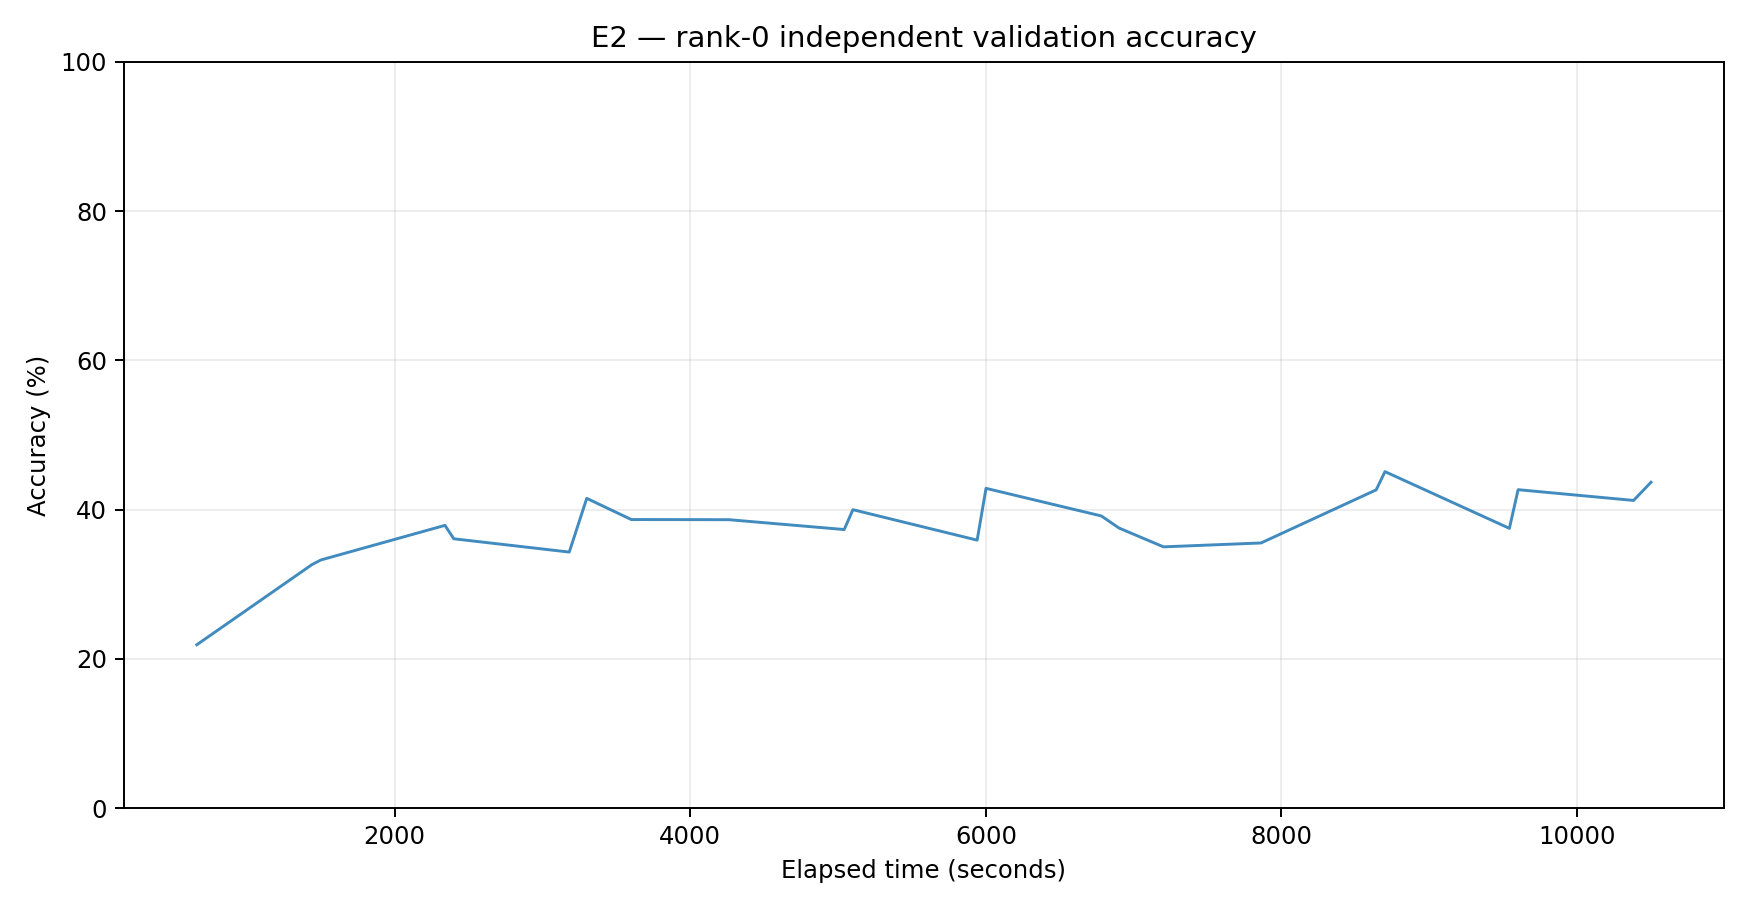 E2 — rank-0 independent validation accuracy
100
80
60
40
20
0
Accuracy (%)
2000 4000 6000 8000 10000
Elapsed time (seconds)